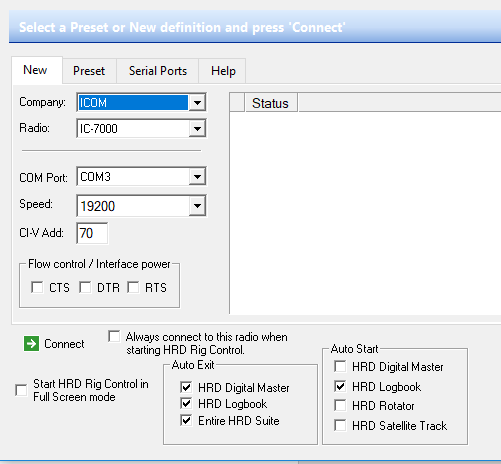 Select a Preset or New definition and press 'Connect'
New
Preset
Serial Ports
Help
Company:
ICOM
Status
Radio:
IC-7000
COM Port:
COM3
Speed:
19200
CI-V Add:
70
Flow control / Interface power
CTS
DTR
RTS
Connect
Always connect to this radio when
starting HRD Rig Control.
Start HRD Rig Control in
Full Screen mode
Auto Exit
HRD Digital Master
HRD Logbook
Entire HRD Suite
Auto Start
HRD Digital Master
HRD Logbook
HRD Rotator
HRD Satellite Track